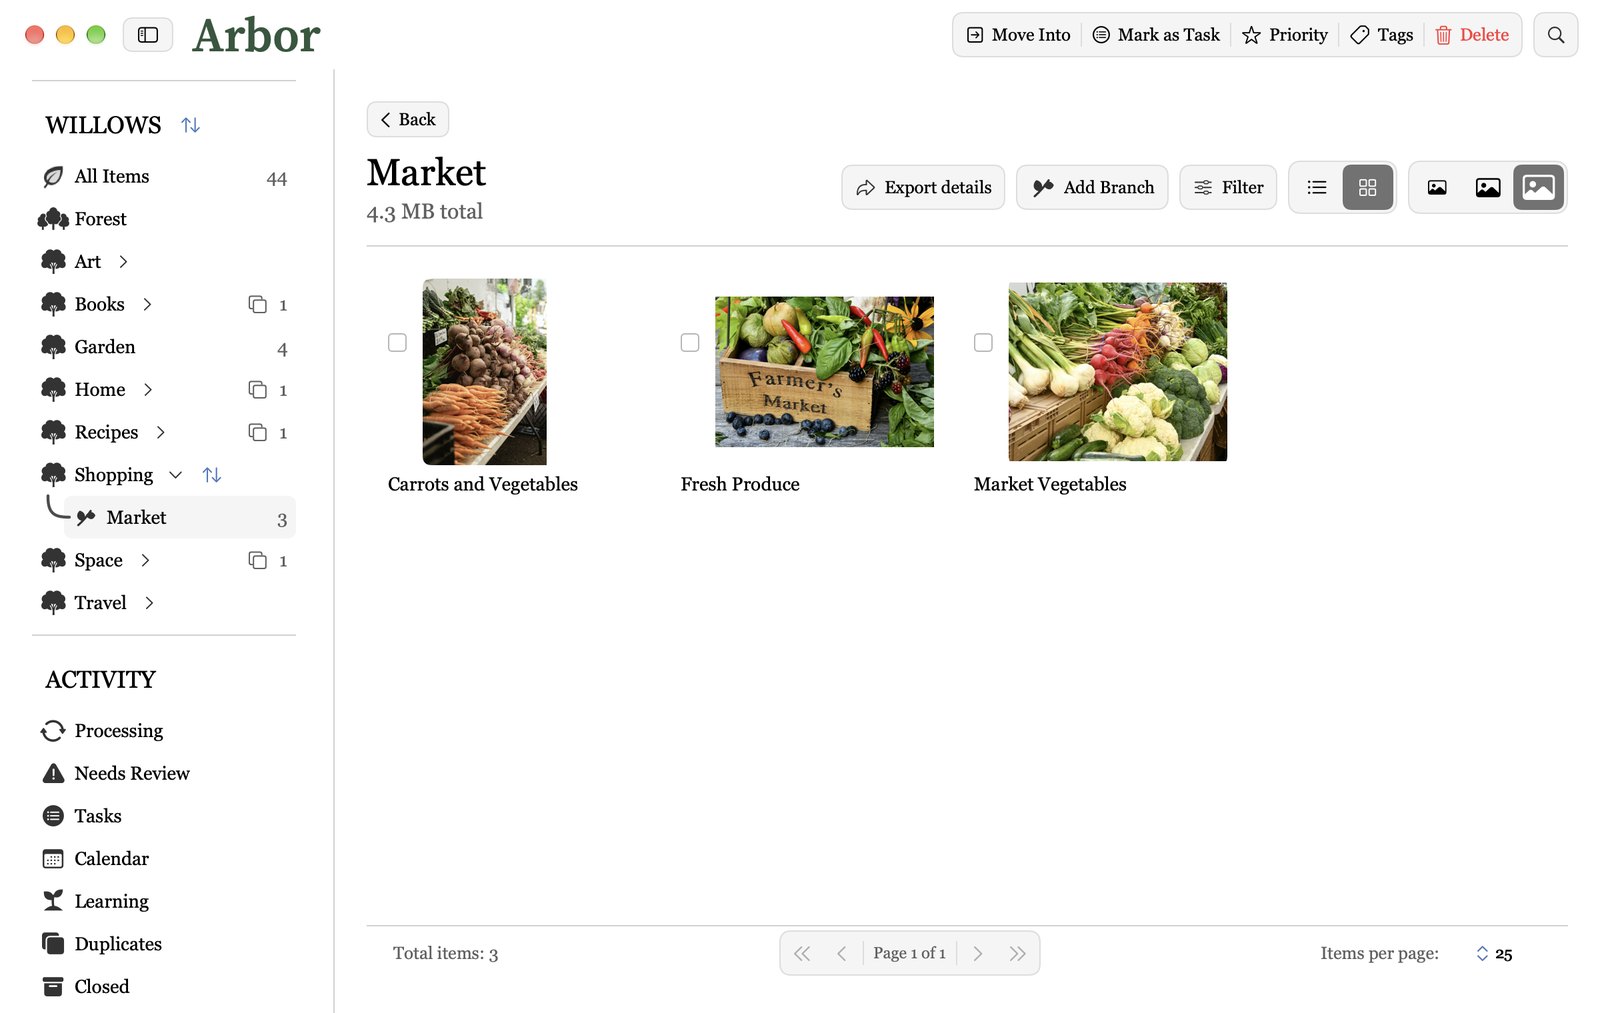 Arbor
Move Into
Mark as Task
Priority
Tags
Delete
WILLOWS
All Items 44
Forest
Art
Books 1
Garden 4
Home 1
Recipes 1
Shopping
Market 3
Space 1
Travel
ACTIVITY
Processing
Needs Review
Tasks
Calendar
Learning
Duplicates
Closed
Back
Market
4.3 MB total
Export details
Add Branch
Filter
Farmer's
Market
Carrots and Vegetables
Fresh Produce
Market Vegetables
Total items: 3
Page 1 of 1
Items per page: 25